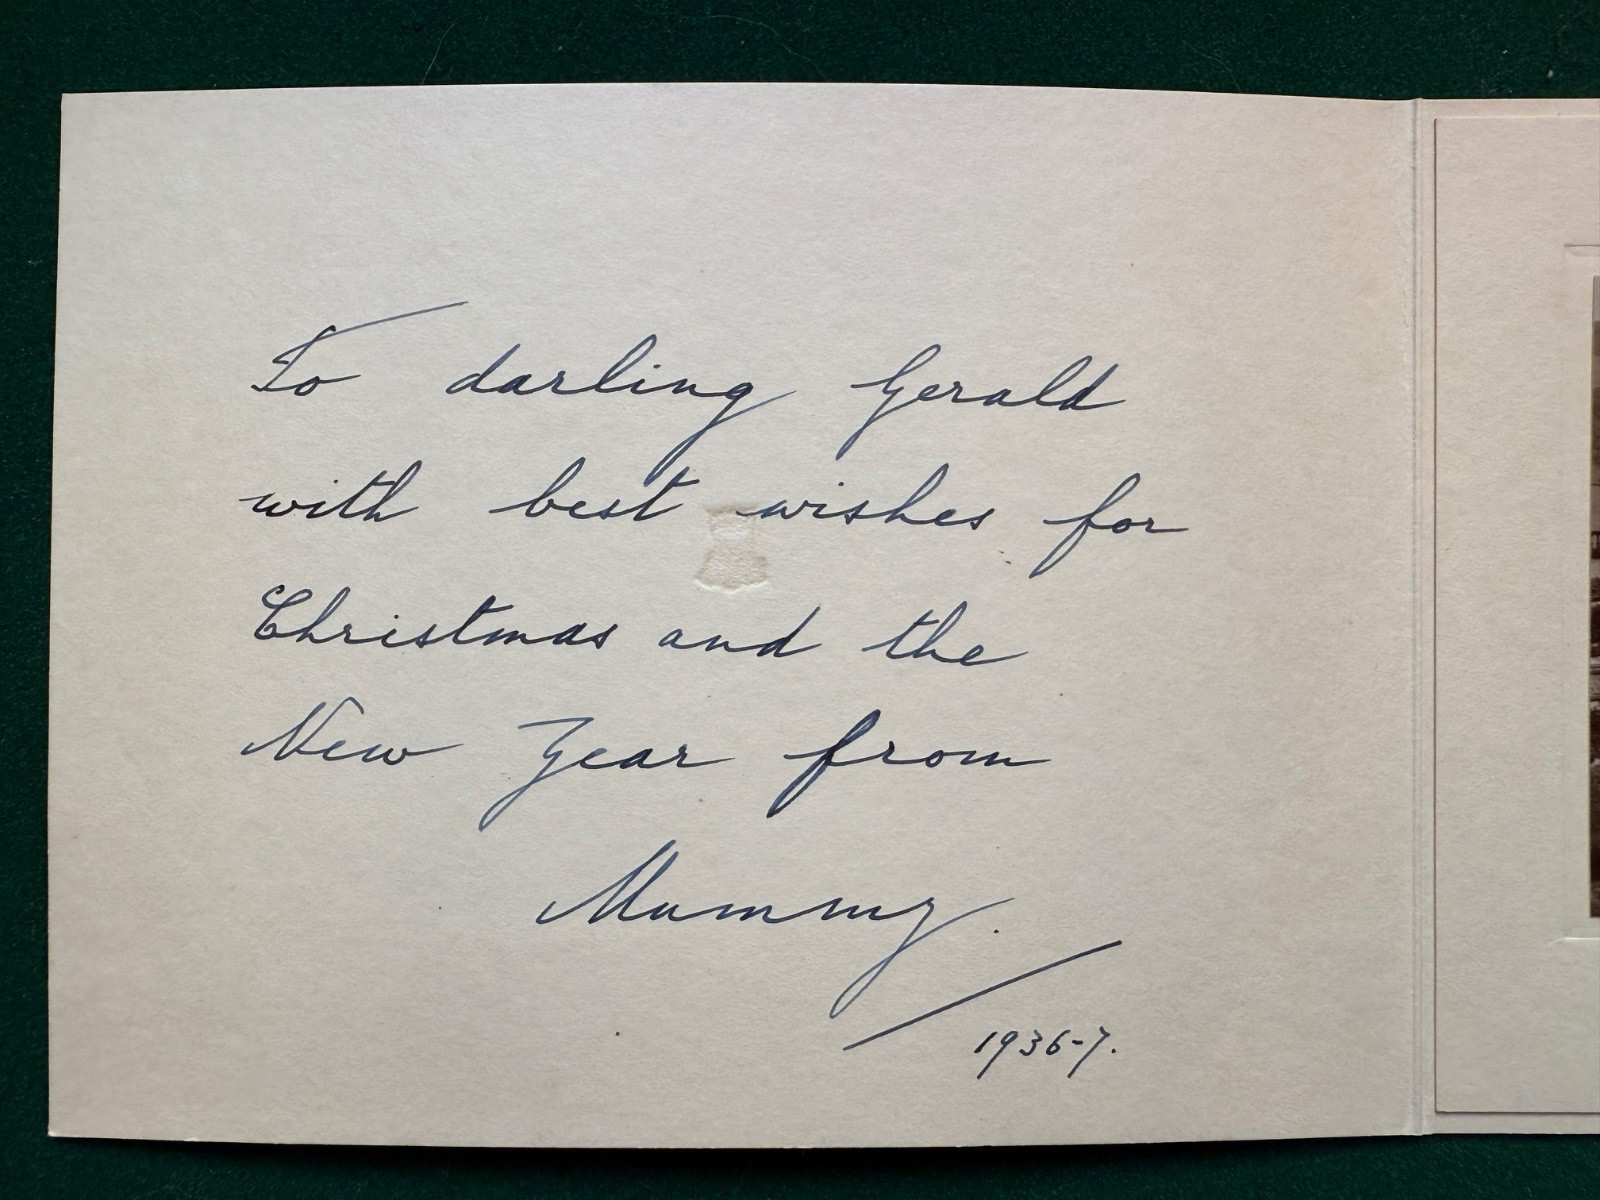 To darling Gerald
with best wishes for
Christmas and the
New Year from
Mummy.
1936-7.